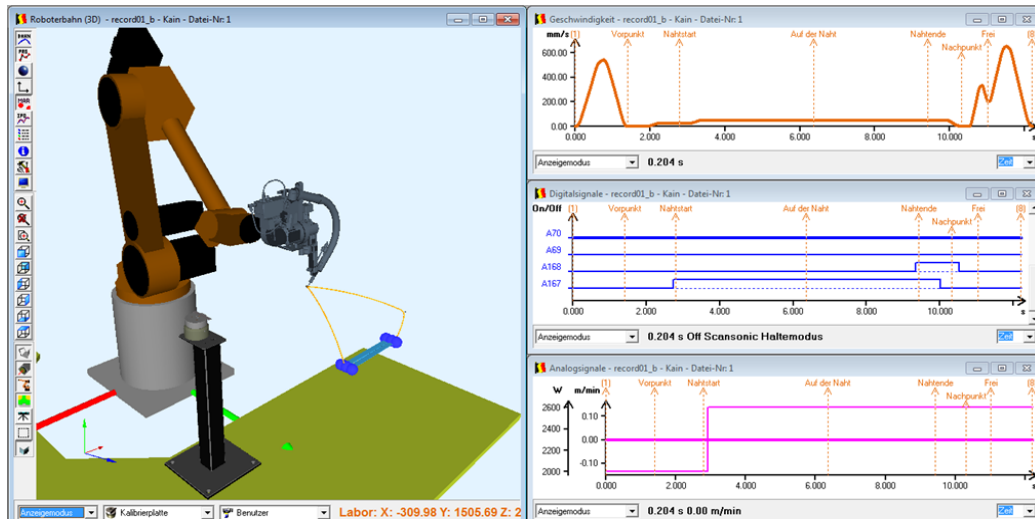 Roboterbahn (3D) - record01_b - Kain - Datei-Nr: 1
Anzeigemodus
Kalibrierplatte
Benutzer
Labor: X: -309.98 Y: 1505.69 Z: 2
Geschwindigkeit - record01_b - Kain - Datei-Nr: 1
mm/s (1) Vorpunkt Nahtstart Auf der Naht Nahtende Frei (8
Nachpunkt
600.00
400.00
200.00
0.00
0.000 2.000 4.000 6.000 8.000 10.000 s
Anzeigemodus 0.204 s Zeit
Digitalsignale - record01_b - Kain - Datei-Nr: 1
On/Off (1) Vorpunkt Nahtstart Auf der Naht Nahtende Frei (8)
Nachpunkt
A70
A69
A168
A167
0.000 2.000 4.000 6.000 8.000 10.000 s
Anzeigemodus 0.204 s Off Scansonic Haltemodus Zeit
Analogsignale - record01_b - Kain - Datei-Nr: 1
W m/min (1) Vorpunkt Nahtstart Auf der Naht Nahtende Frei (8
Nachpunkt
2600 0.10
2400
0.00
2200
-0.10
2000
0.000 2.000 4.000 6.000 8.000 10.000 s
Anzeigemodus 0.204 s 0.00 m/min Zeit